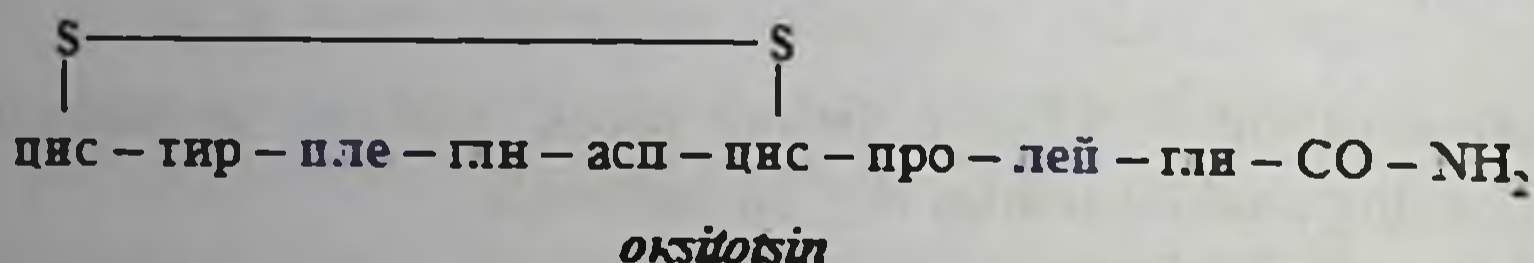 S — S
цис – тир – иле – глн – асп – цис – про – лей – гли – CO – NH₂
oksitotsin